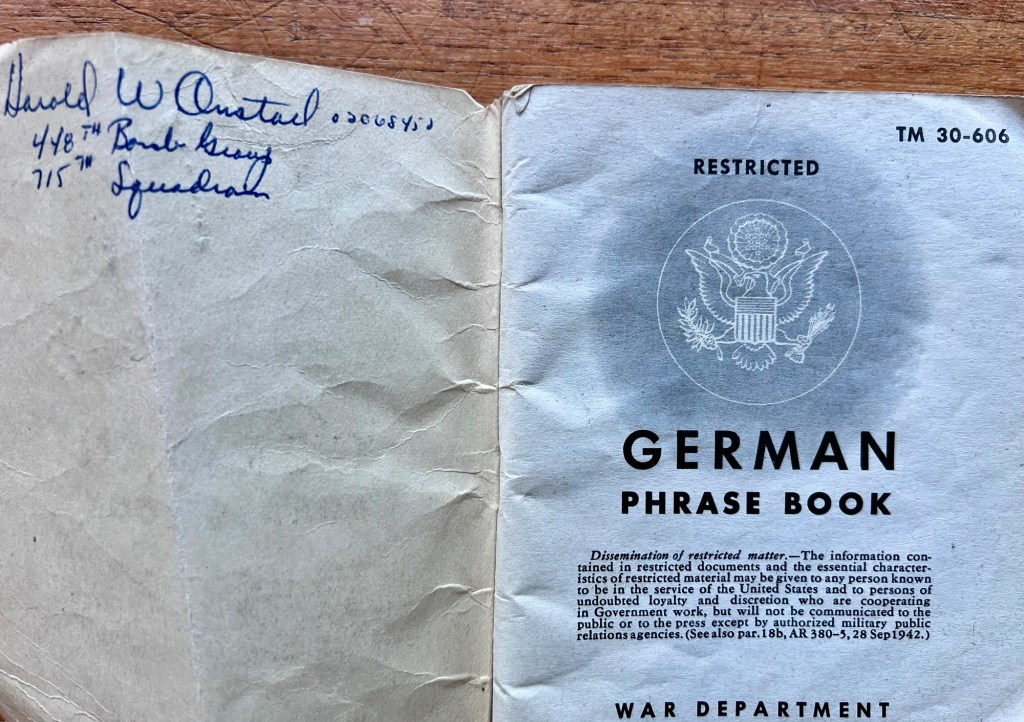 Harold W Onstad 02068450
448TH Bomb Group
715TH Squadron
TM 30-606
RESTRICTED
GERMAN
PHRASE BOOK
Dissemination of restricted matter.—The information con-
tained in restricted documents and the essential character-
istics of restricted material may be given to any person known
to be in the service of the United States and to persons of
undoubted loyalty and discretion who are cooperating
in Government work, but will not be communicated to the
public or to the press except by authorized military public
relations agencies. (See also par. 18b, AR 380-5, 28 Sep 1942.)
WAR DEPARTMENT